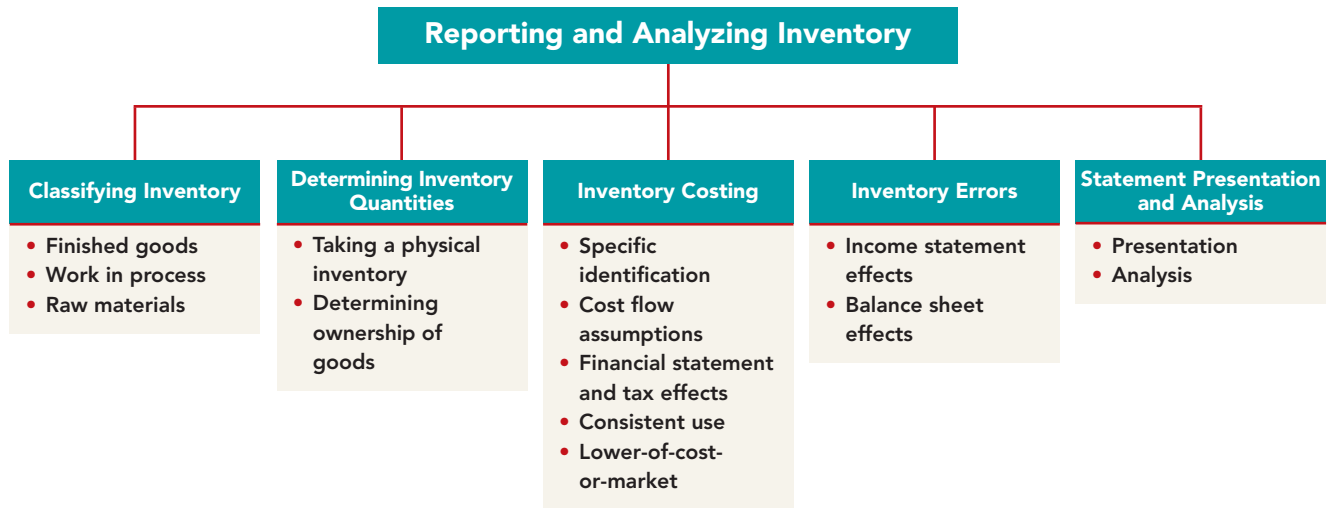 Reporting and Analyzing Inventory
Classifying Inventory
• Finished goods
• Work in process
• Raw materials
Determining Inventory
Quantities
• Taking a physical
inventory
• Determining
ownership of
goods
Inventory Costing
• Specific
identification
• Cost flow
assumptions
• Financial statement
and tax effects
• Consistent use
• Lower-of-cost-
or-market
Inventory Errors
• Income statement
effects
• Balance sheet
effects
Statement Presentation
and Analysis
• Presentation
• Analysis